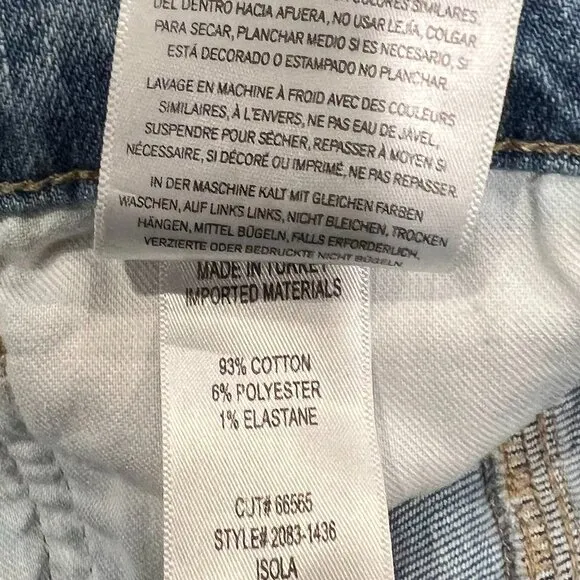 COLORES SIMILARES,
DEL DENTRO HACIA AFUERA, NO USAR LEJÍA, COLGAR
PARA SECAR, PLANCHAR MEDIO SI ES NECESARIO, SI
ESTÁ DECORADO O ESTAMPADO NO PLANCHAR.
LAVAGE EN MACHINE À FROID AVEC DES COULEURS
SIMILAIRES, À L'ENVERS, NE PAS EAU DE JAVEL,
SUSPENDRE POUR SÉCHER, REPASSER À MOYEN SI
NÉCESSAIRE, SI DÉCORÉ OU IMPRIMÉ, NE PAS REPASSER.
IN DER MASCHINE KALT MIT GLEICHEN FARBEN
WASCHEN, AUF LINKS LINKS, NICHT BLEICHEN, TROCKEN
HÄNGEN, MITTEL BÜGELN, FALLS ERFORDERLICH,
VERZIERTE ODER BEDRUCKTE NICHT BÜGELN
MADE IN TURKEY
IMPORTED MATERIALS
93% COTTON
6% POLYESTER
1% ELASTANE
CUT# 66565
STYLE# 2083-1436
ISOLA